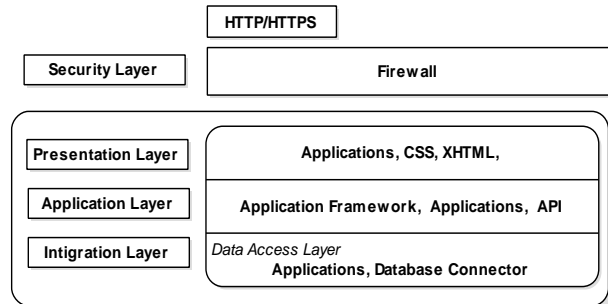 HTTP/HTTPS
Security Layer
Firewall
Presentation Layer
Applications, CSS, XHTML,
Application Layer
Application Framework, Applications, API
Intigration Layer
Data Access Layer
Applications, Database Connector